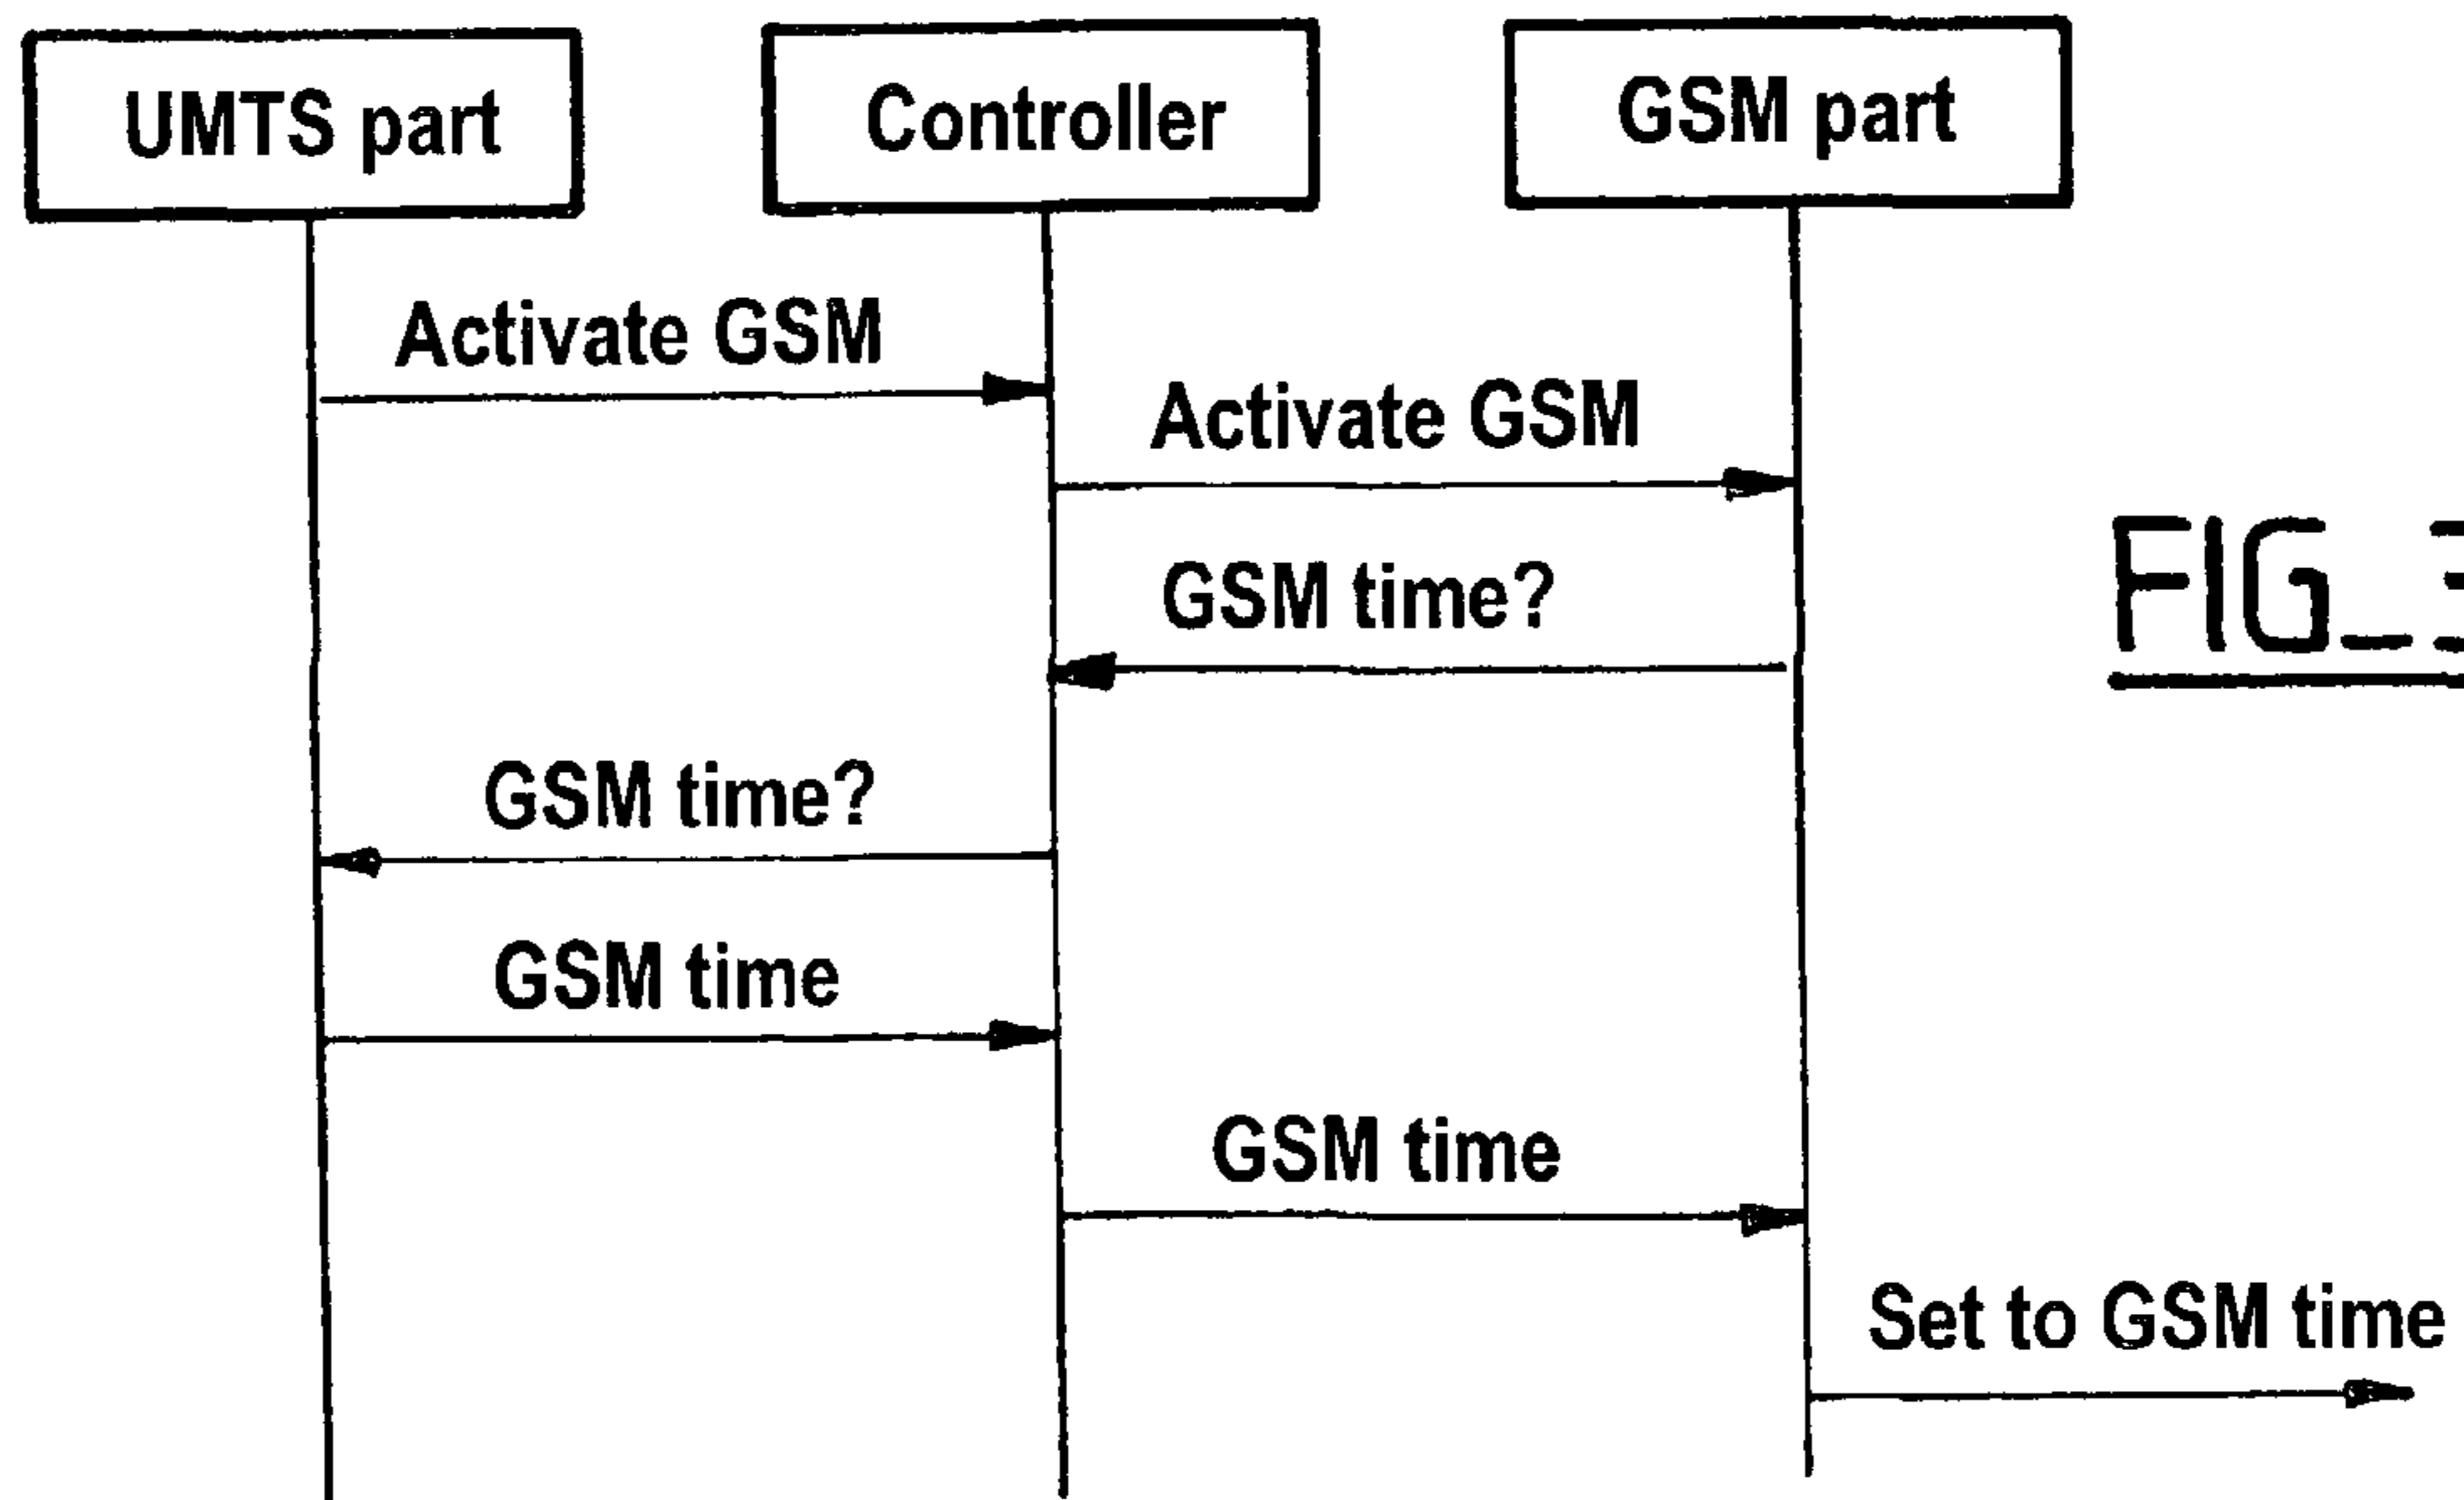 UMTS part
Controller
GSM part
Activate GSM
Activate GSM
GSM time?
GSM time?
GSM time
GSM time
Set to GSM time
FIG_